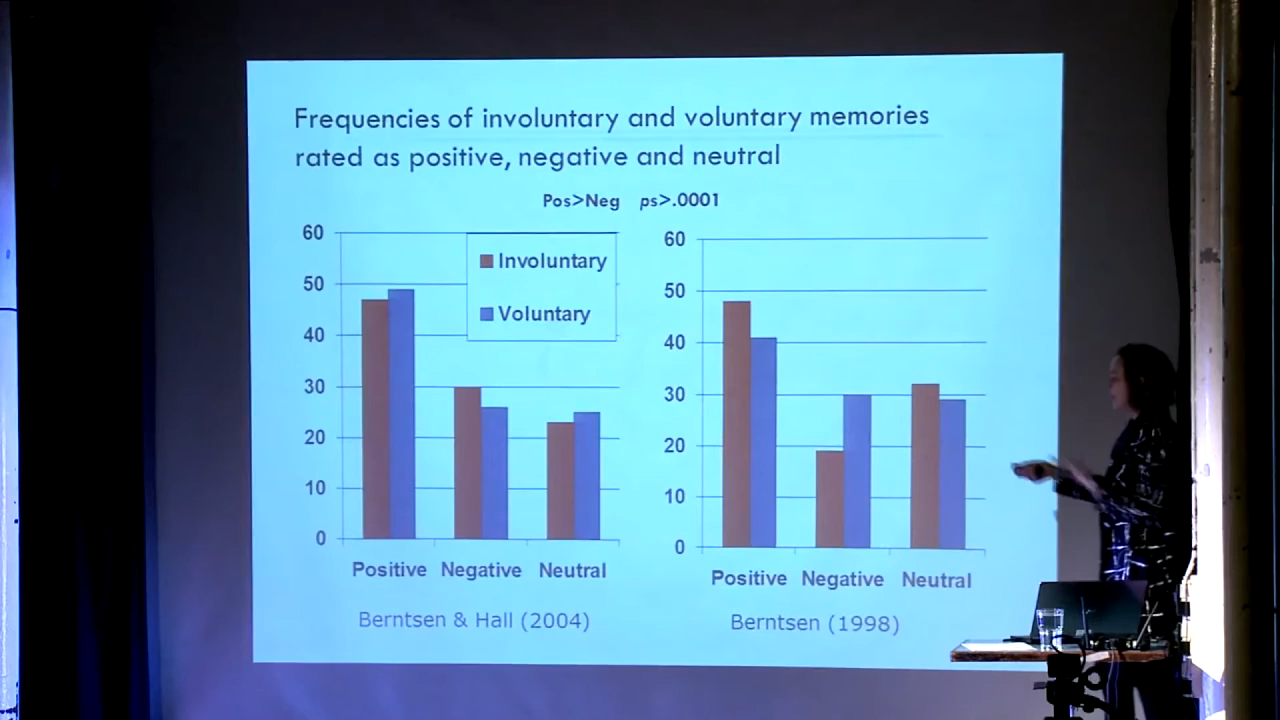 Frequencies of involuntary and voluntary memories
rated as positive, negative and neutral
Pos>Neg ps>.0001
60
50
40
30
20
10
0
Involuntary
Voluntary
Positive Negative Neutral
Berntsen & Hall (2004)
60
50
40
30
20
10
0
Positive Negative Neutral
Berntsen (1998)